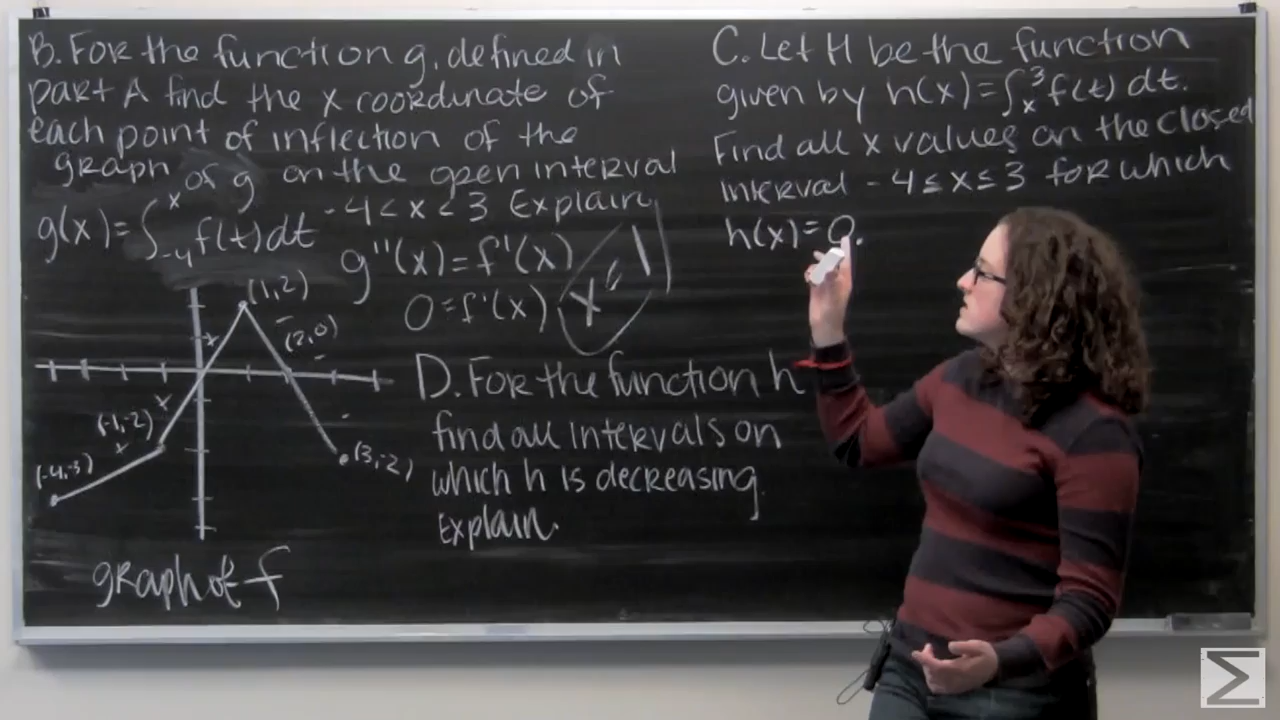 B. For the function g, defined in
part A find the x coordinate of
each point of inflection of the
graph of g on the open interval
-4 < x < 3 Explain
g(x) = ∫_{-4}^{x} f(t) dt
g''(x) = f'(x)
0 = f'(x)
x = 1
(1,2)
(2,0)
(-1,-2)
(-4,-3)
(3,-2)
graph of f
C. Let H be the function
given by h(x) = ∫_{x}^{3} f(t) dt.
Find all x values on the closed
interval -4 ≤ x ≤ 3 for which
h(x) = 0.
D. For the function h
find all intervals on
which h is decreasing.
Explain.
Σ